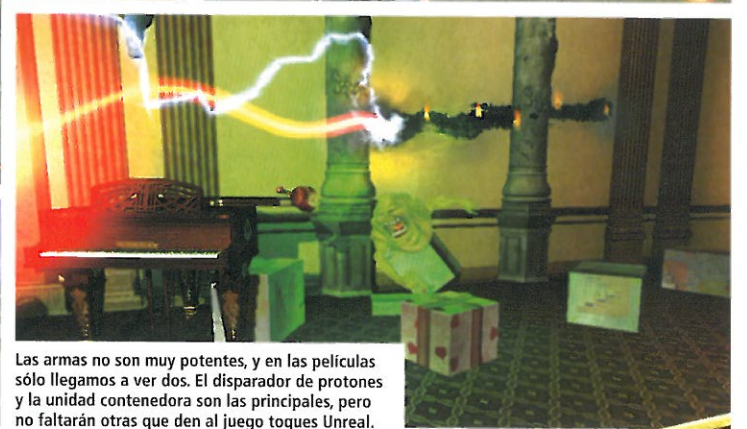 Las armas no son muy potentes, y en las películas
sólo llegamos a ver dos. El disparador de protones
y la unidad contenedora son las principales, pero
no faltarán otras que den al juego toques Unreal.